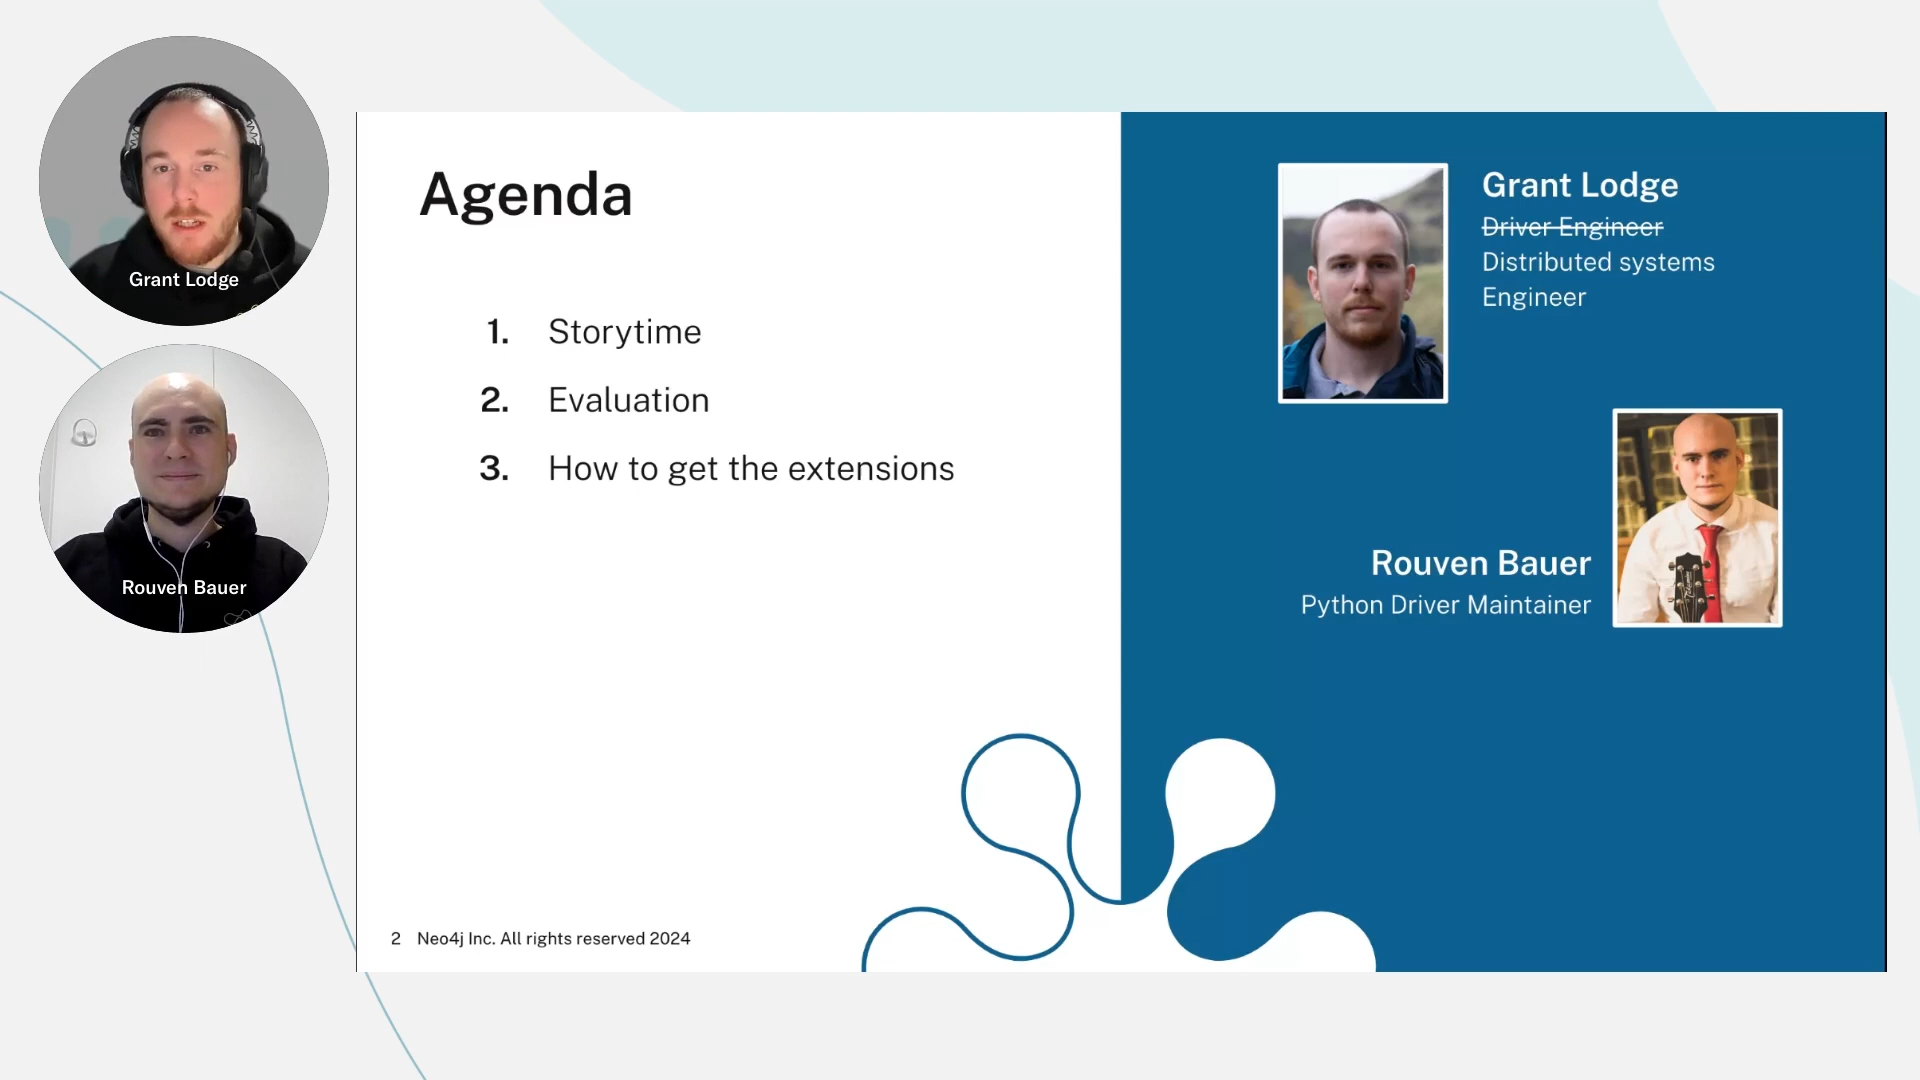 Grant Lodge
Rouven Bauer
Agenda
1. Storytime
2. Evaluation
3. How to get the extensions
Grant Lodge
Driver Engineer
Distributed systems
Engineer
Rouven Bauer
Python Driver Maintainer
2 Neo4j Inc. All rights reserved 2024